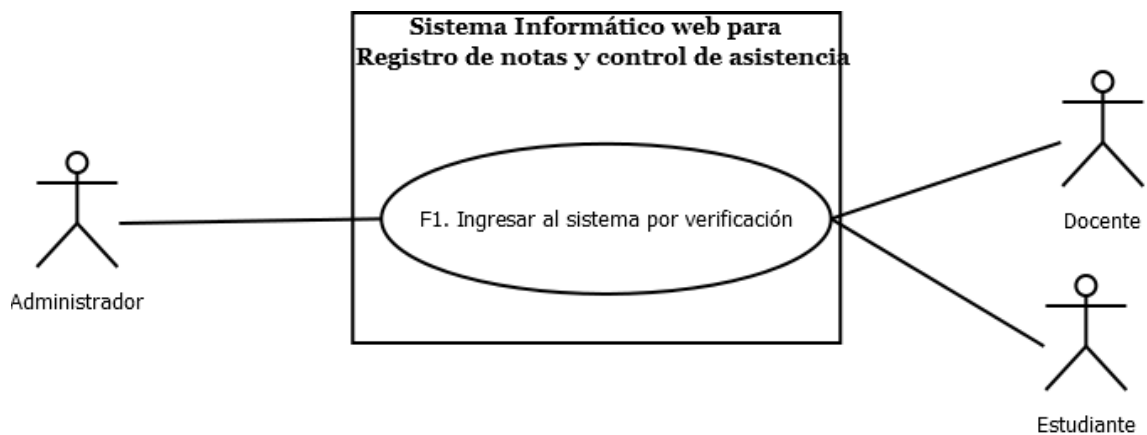 Sistema Informático web para
Registro de notas y control de asistencia
F1. Ingresar al sistema por verificación
Administrador
Docente
Estudiante